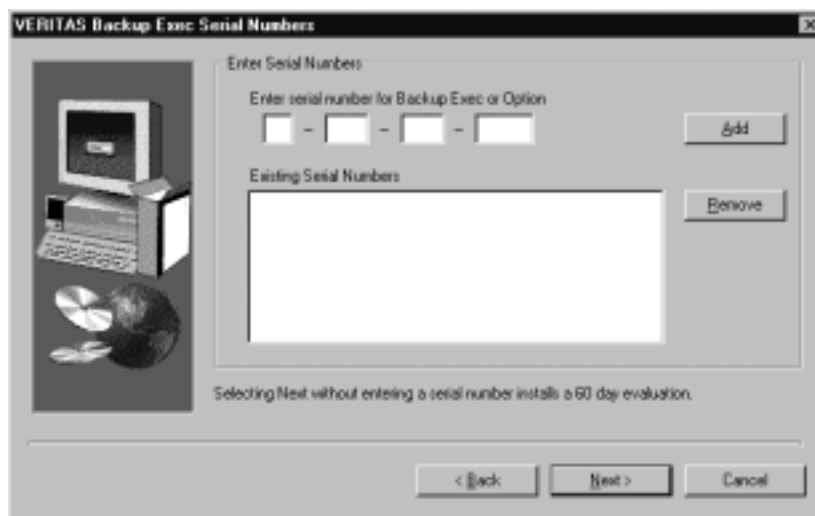 VERITAS Backup Exec Serial Numbers
Enter Serial Numbers
Enter serial number for Backup Exec or Option
- - -
Add
Existing Serial Numbers
Remove
Selecting Next without entering a serial number installs a 60 day evaluation.
< Back
Next >
Cancel